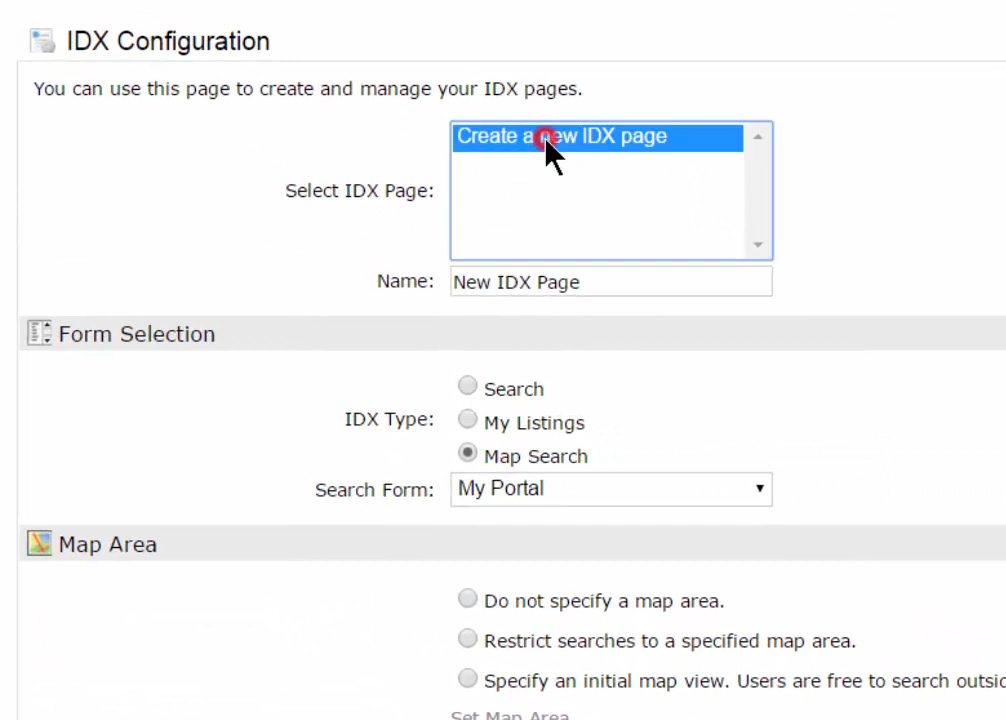 IDX Configuration
You can use this page to create and manage your IDX pages.
Create a new IDX page
Select IDX Page:
Name: New IDX Page
Form Selection
Search
IDX Type: My Listings
Map Search
Search Form: My Portal
Map Area
Do not specify a map area.
Restrict searches to a specified map area.
Specify an initial map view. Users are free to search
Set Map Area